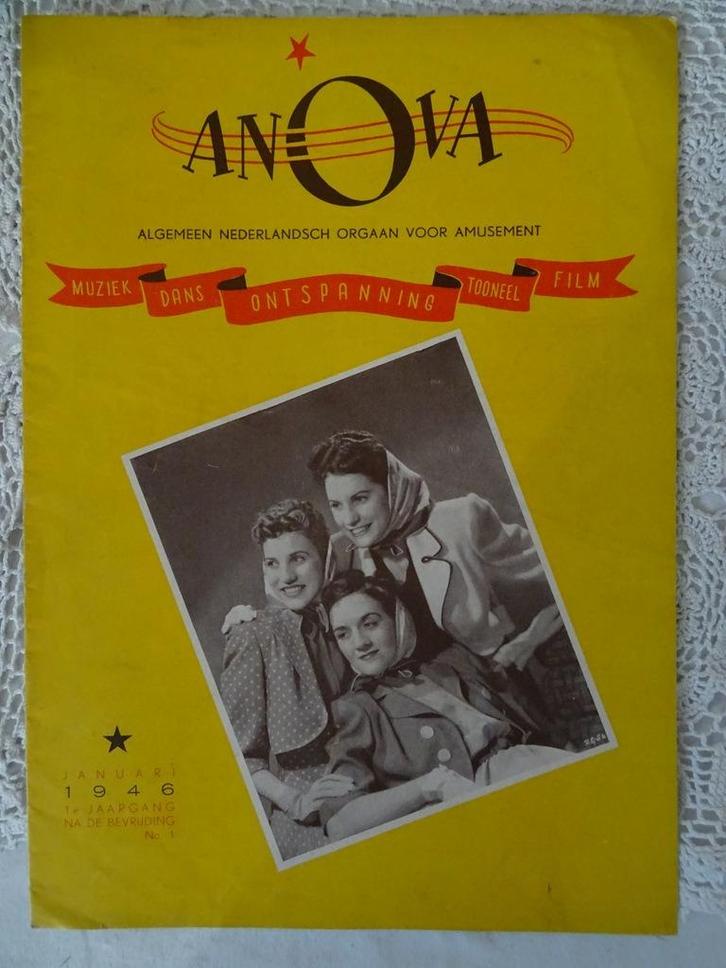 ANOVA
ALGEMEEN NEDERLANDSCH ORGAAN VOOR AMUSEMENT
MUZIEK DANS ONTSPANNING TOONEEL FILM
JANUARI
1946
1e JAARGANG
NA DE BEVRIJDING
No. 1